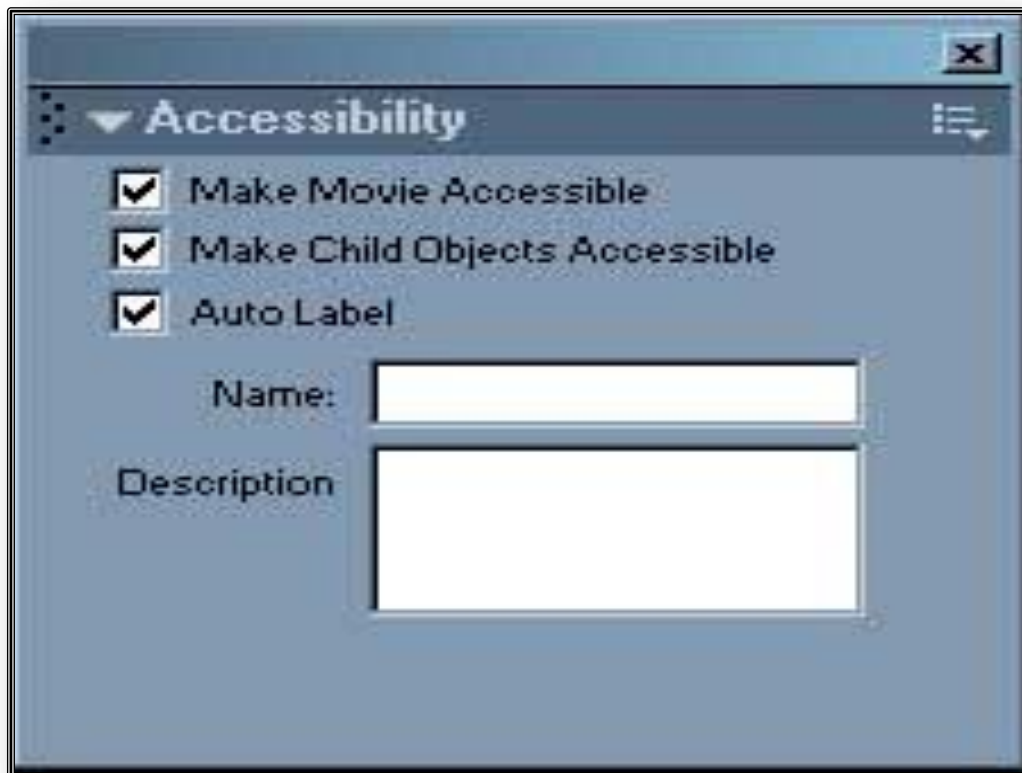 Accessibility
Make Movie Accessible
Make Child Objects Accessible
Auto Label
Name:
Description